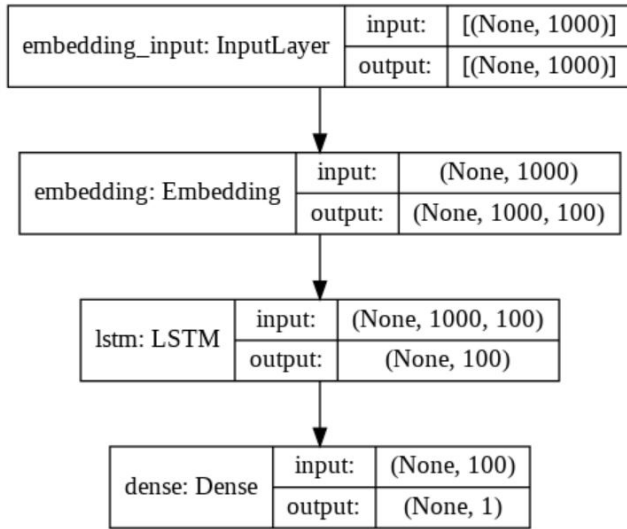 embedding_input: InputLayer
input: [(None, 1000)]
output: [(None, 1000)]
embedding: Embedding
input: (None, 1000)
output: (None, 1000, 100)
lstm: LSTM
input: (None, 1000, 100)
output: (None, 100)
dense: Dense
input: (None, 100)
output: (None, 1)